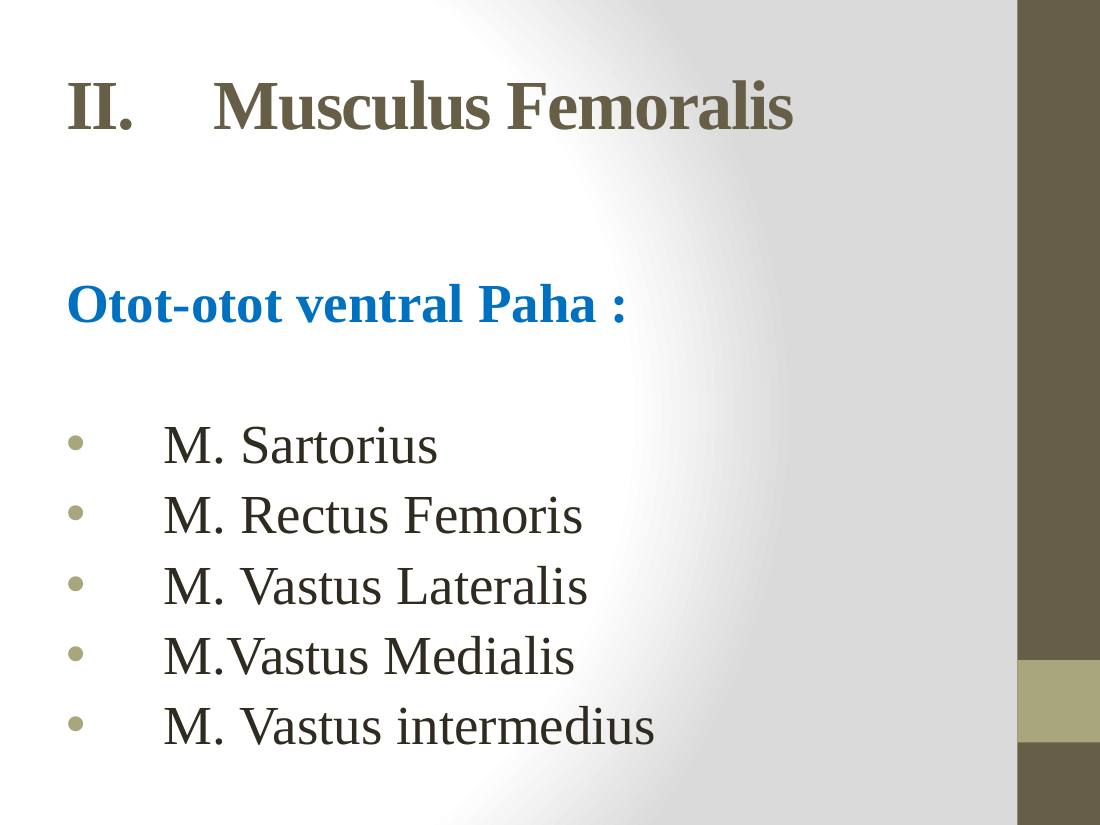 II. Musculus Femoralis
Otot-otot ventral Paha :
• M. Sartorius
• M. Rectus Femoris
• M. Vastus Lateralis
• M.Vastus Medialis
• M. Vastus intermedius